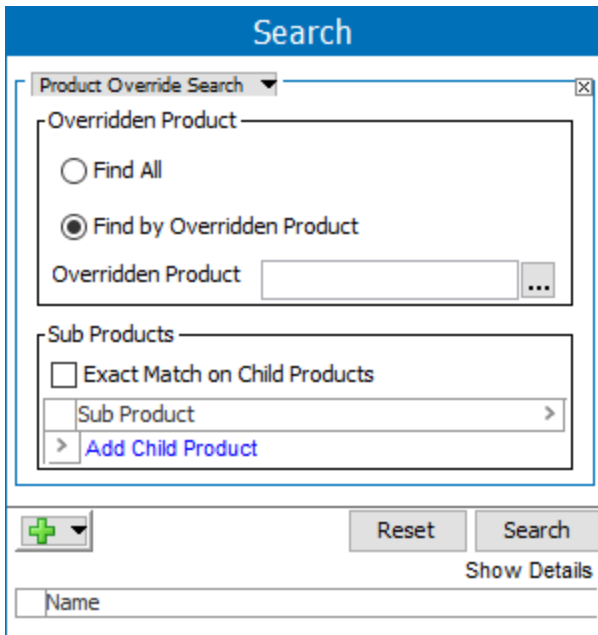 Search
Product Override Search
Overridden Product
Find All
Find by Overridden Product
Overridden Product ...
Sub Products
Exact Match on Child Products
Sub Product >
> Add Child Product
Reset Search
Show Details
Name